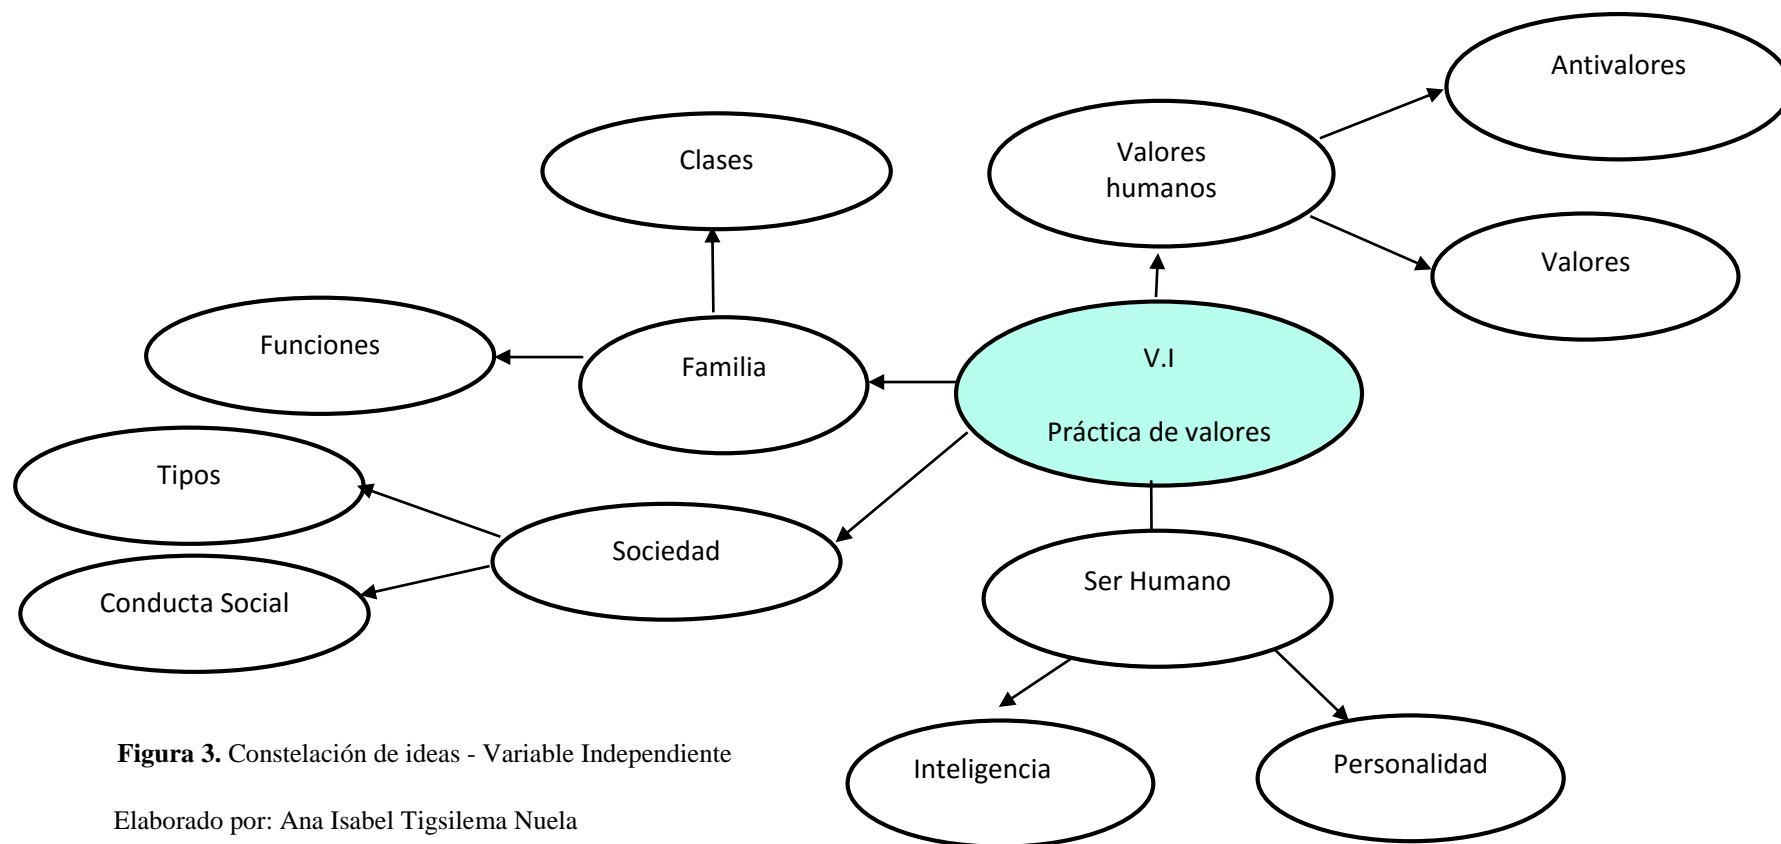 Antivalores
Valores
humanos
Clases
Valores
Funciones
Familia
V.I
Práctica de valores
Tipos
Sociedad
Conducta Social
Ser Humano
Inteligencia
Personalidad
Figura 3. Constelación de ideas - Variable Independiente
Elaborado por: Ana Isabel Tigsilema Nuela